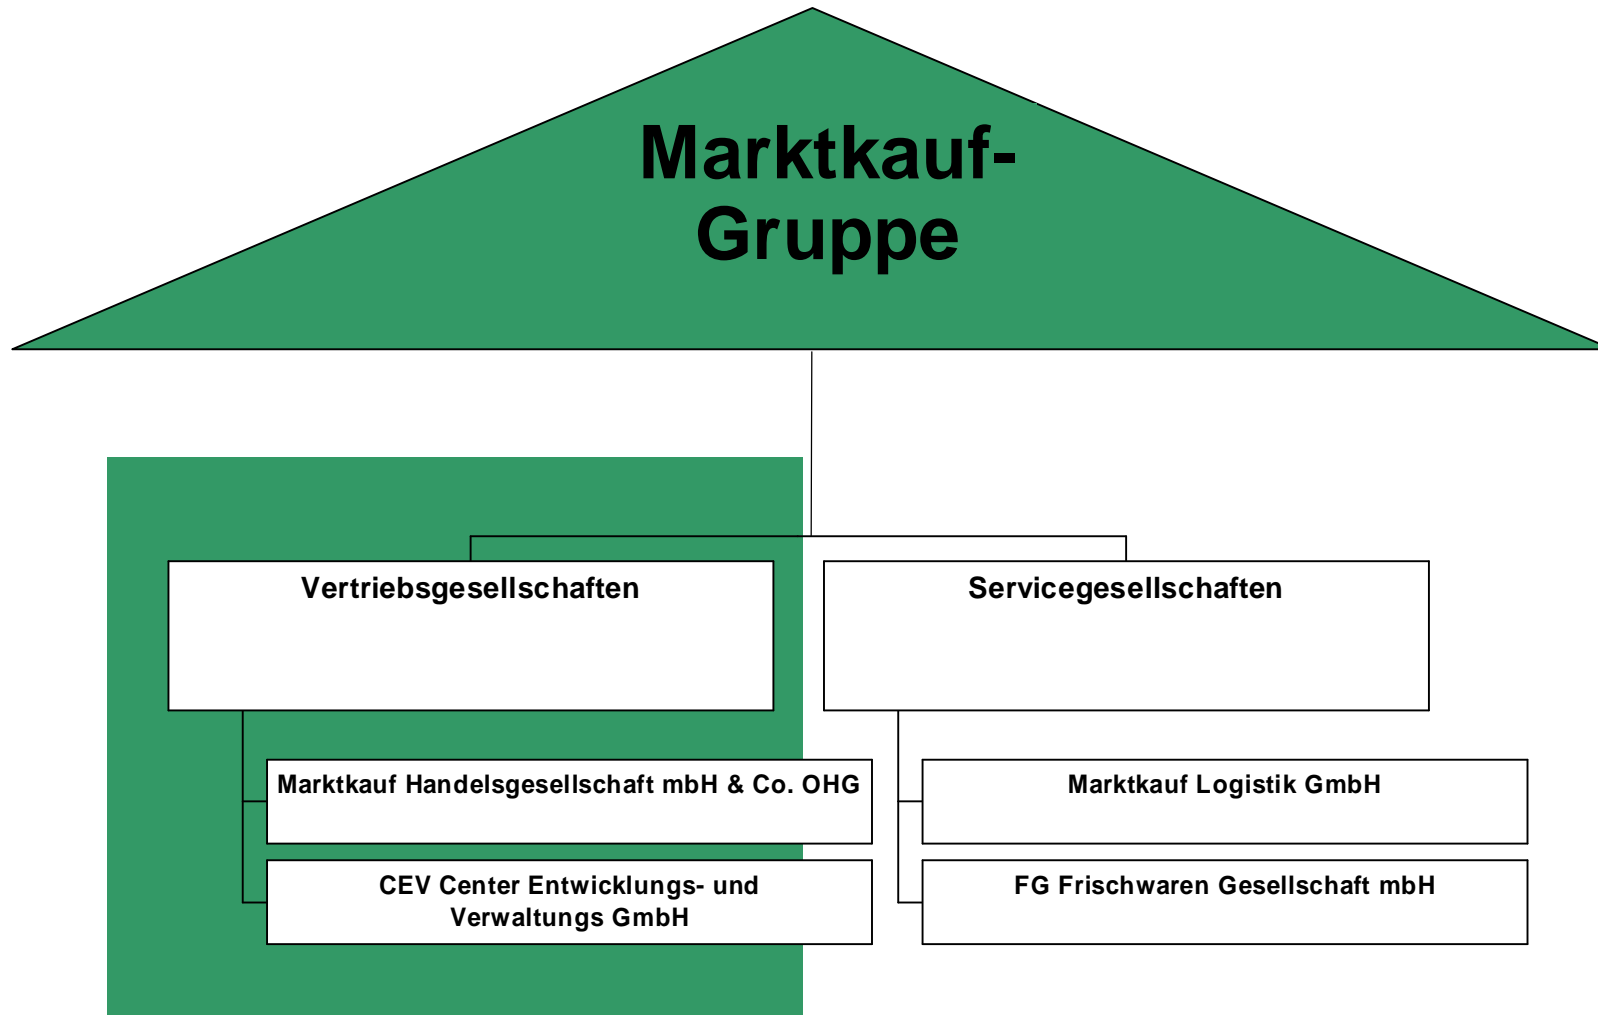 Marktkauf-
Gruppe
Vertriebsgesellschaften
Servicegesellschaften
Marktkauf Handelsgesellschaft mbH & Co. OHG
Marktkauf Logistik GmbH
CEV Center Entwicklungs- und
Verwaltungs GmbH
FG Frischwaren Gesellschaft mbH